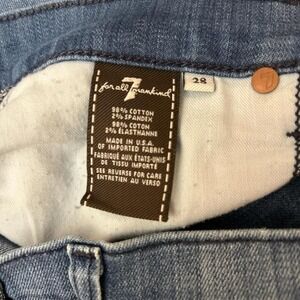 7
for all mankind
28
98% COTTON
2% SPANDEX
98% COTON
2% ÉLASTHANNE
MADE IN U.S.A.
OF IMPORTED FABRIC
FABRIQUÉ AUX ÉTATS-UNIS
DE TISSU IMPORTÉ
SEE REVERSE FOR CARE
ENTRETIEN AU VERSO